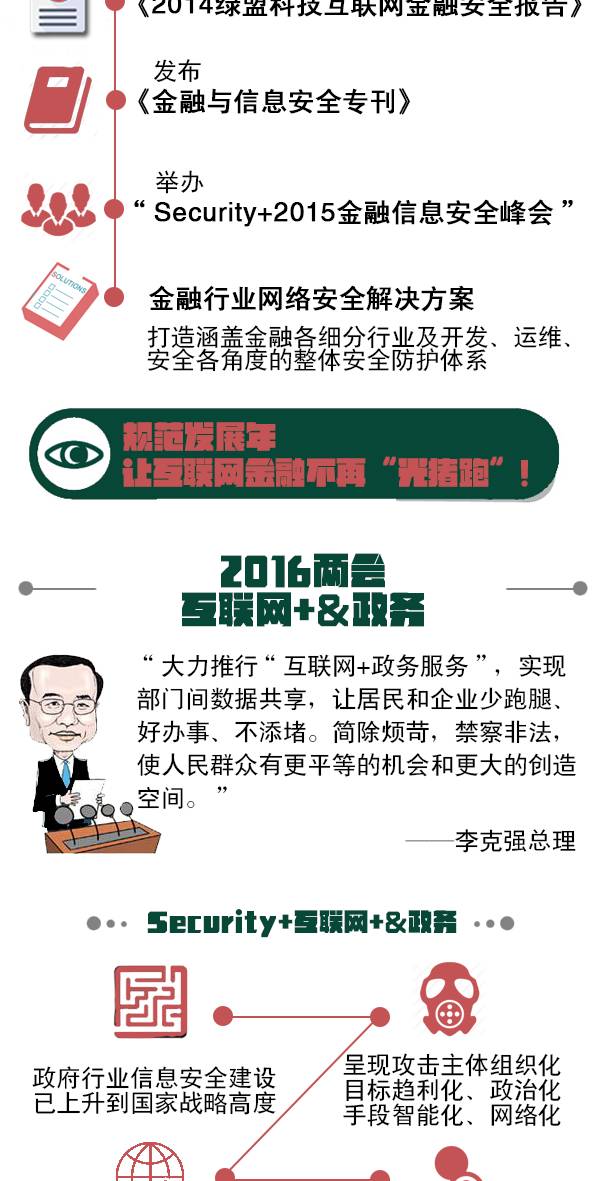 《2014绿盟科技互联网金融安全报告》
发布
《金融与信息安全专刊》
举办
“Security+2015金融信息安全峰会”
SOLUTIONS
金融行业网络安全解决方案
打造涵盖金融各细分行业及开发、运维、
安全各角度的整体安全防护体系
规范发展年
让互联网金融不再“光猪跑”！
2016两会
互联网+&政务
“大力推行“互联网+政务服务”，实现
部门间数据共享，让居民和企业少跑腿、
好办事、不添堵。简除烦苛，禁察非法，
使人民群众有更平等的机会和更大的创造
空间。”
——李克强总理
Security+互联网+&政务
政府行业信息安全建设
已上升到国家战略高度
呈现攻击主体组织化
目标趋利化、政治化
手段智能化、网络化